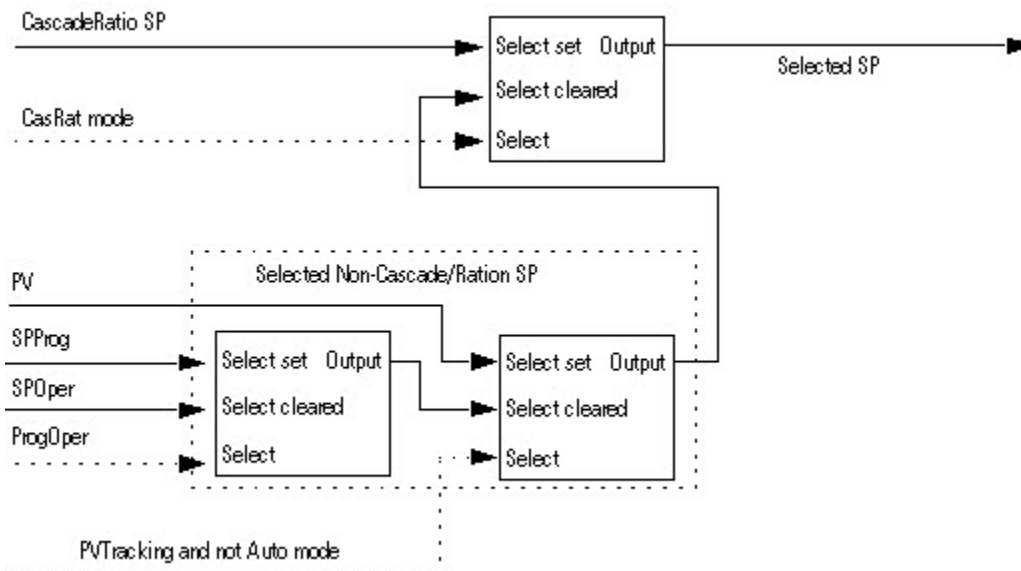 CascadeRatio SP
Select set Output
Selected SP
Select cleared
CasRat mode
Select
Selected Non-Cascade/Ration SP
PV
SPProg
Select set Output
Select set Output
SPOper
Select cleared
Select cleared
ProgOper
Select
Select
PVTracking and not Auto mode